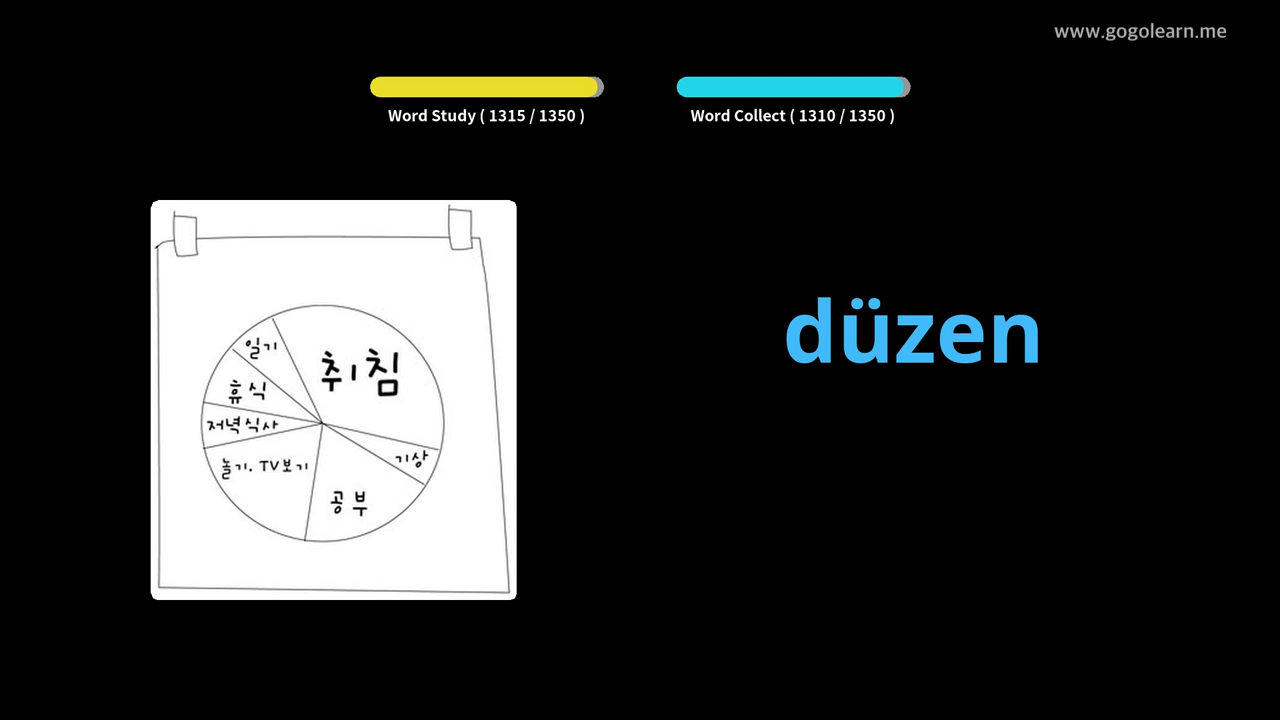 www.gogolearn.me
Word Study ( 1315 / 1350 )
Word Collect ( 1310 / 1350 )
일기
취침
휴식
저녁식사
기상
놀기. TV보기
공부
düzen